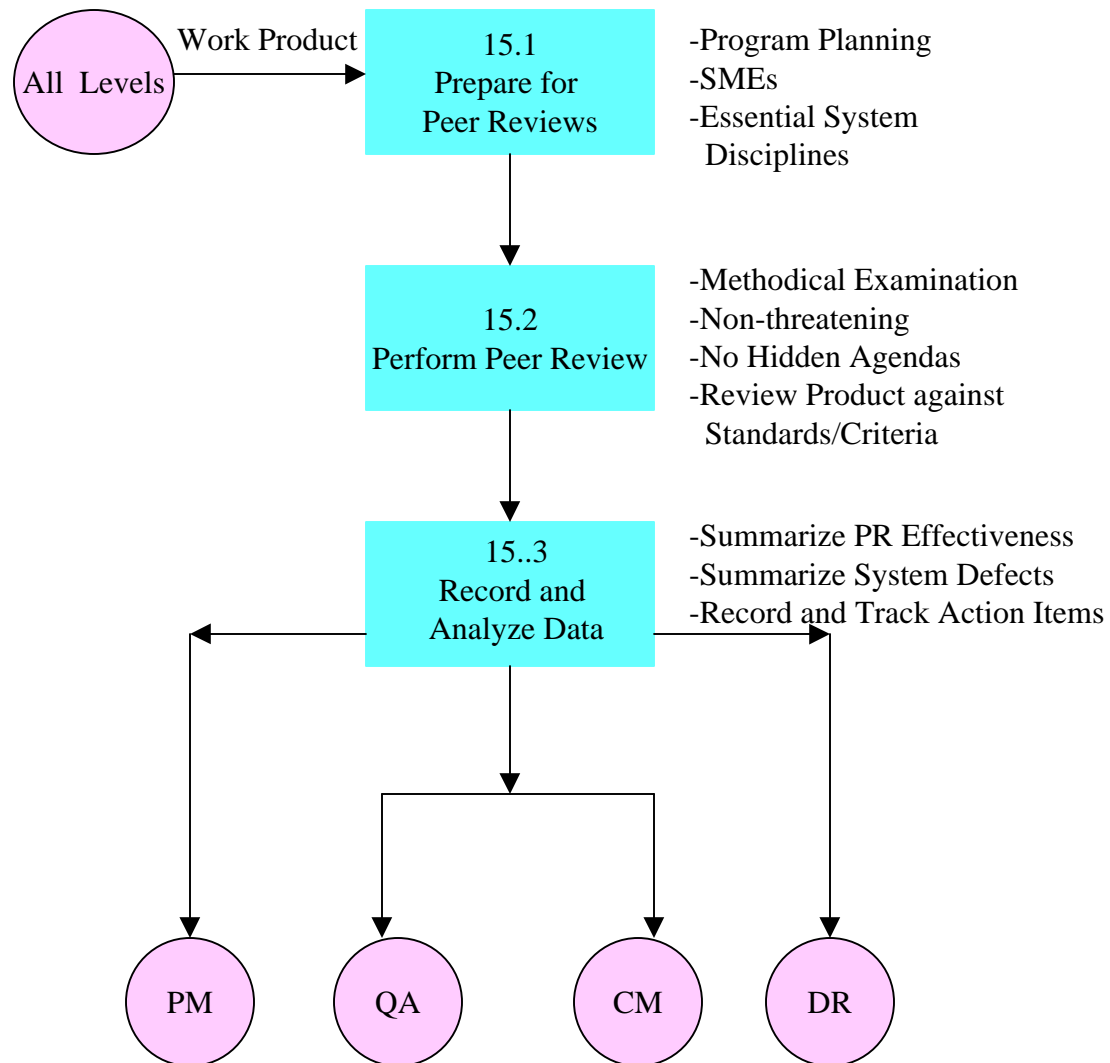 All  Levels
Work Product
15.1
Prepare for
Peer Reviews
-Program Planning
-SMEs
-Essential System
Disciplines
15.2
Perform Peer Review
-Methodical Examination
-Non-threatening
-No Hidden Agendas
-Review Product against
Standards/Criteria
15..3
Record and
Analyze Data
-Summarize PR Effectiveness
-Summarize System Defects
-Record and Track Action Items
PM
QA
CM
DR